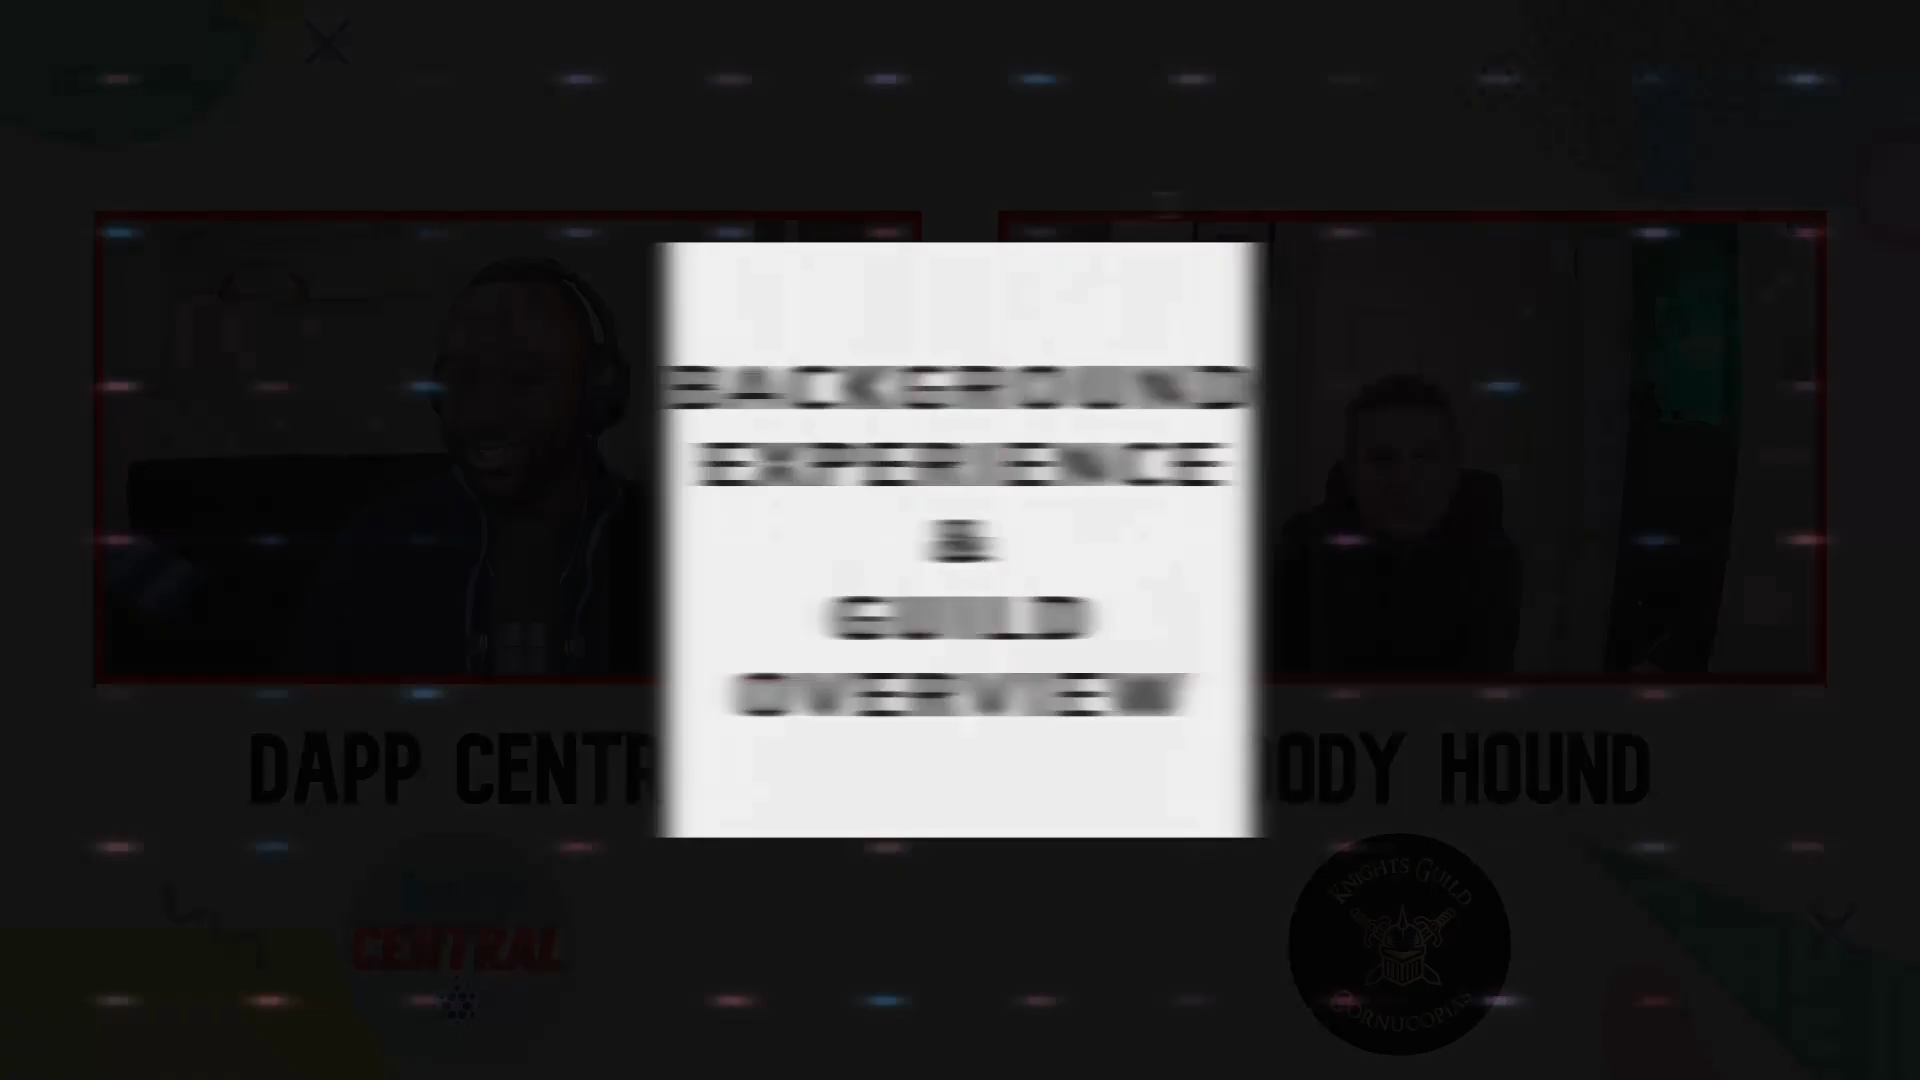 BACKGROUND
EXPERIENCE
&
GUILD
OVERVIEW
DAPP CENTR
ODY HOUND
CENTRAL
KNIGHTS GUILD
CORNUCOPIAS